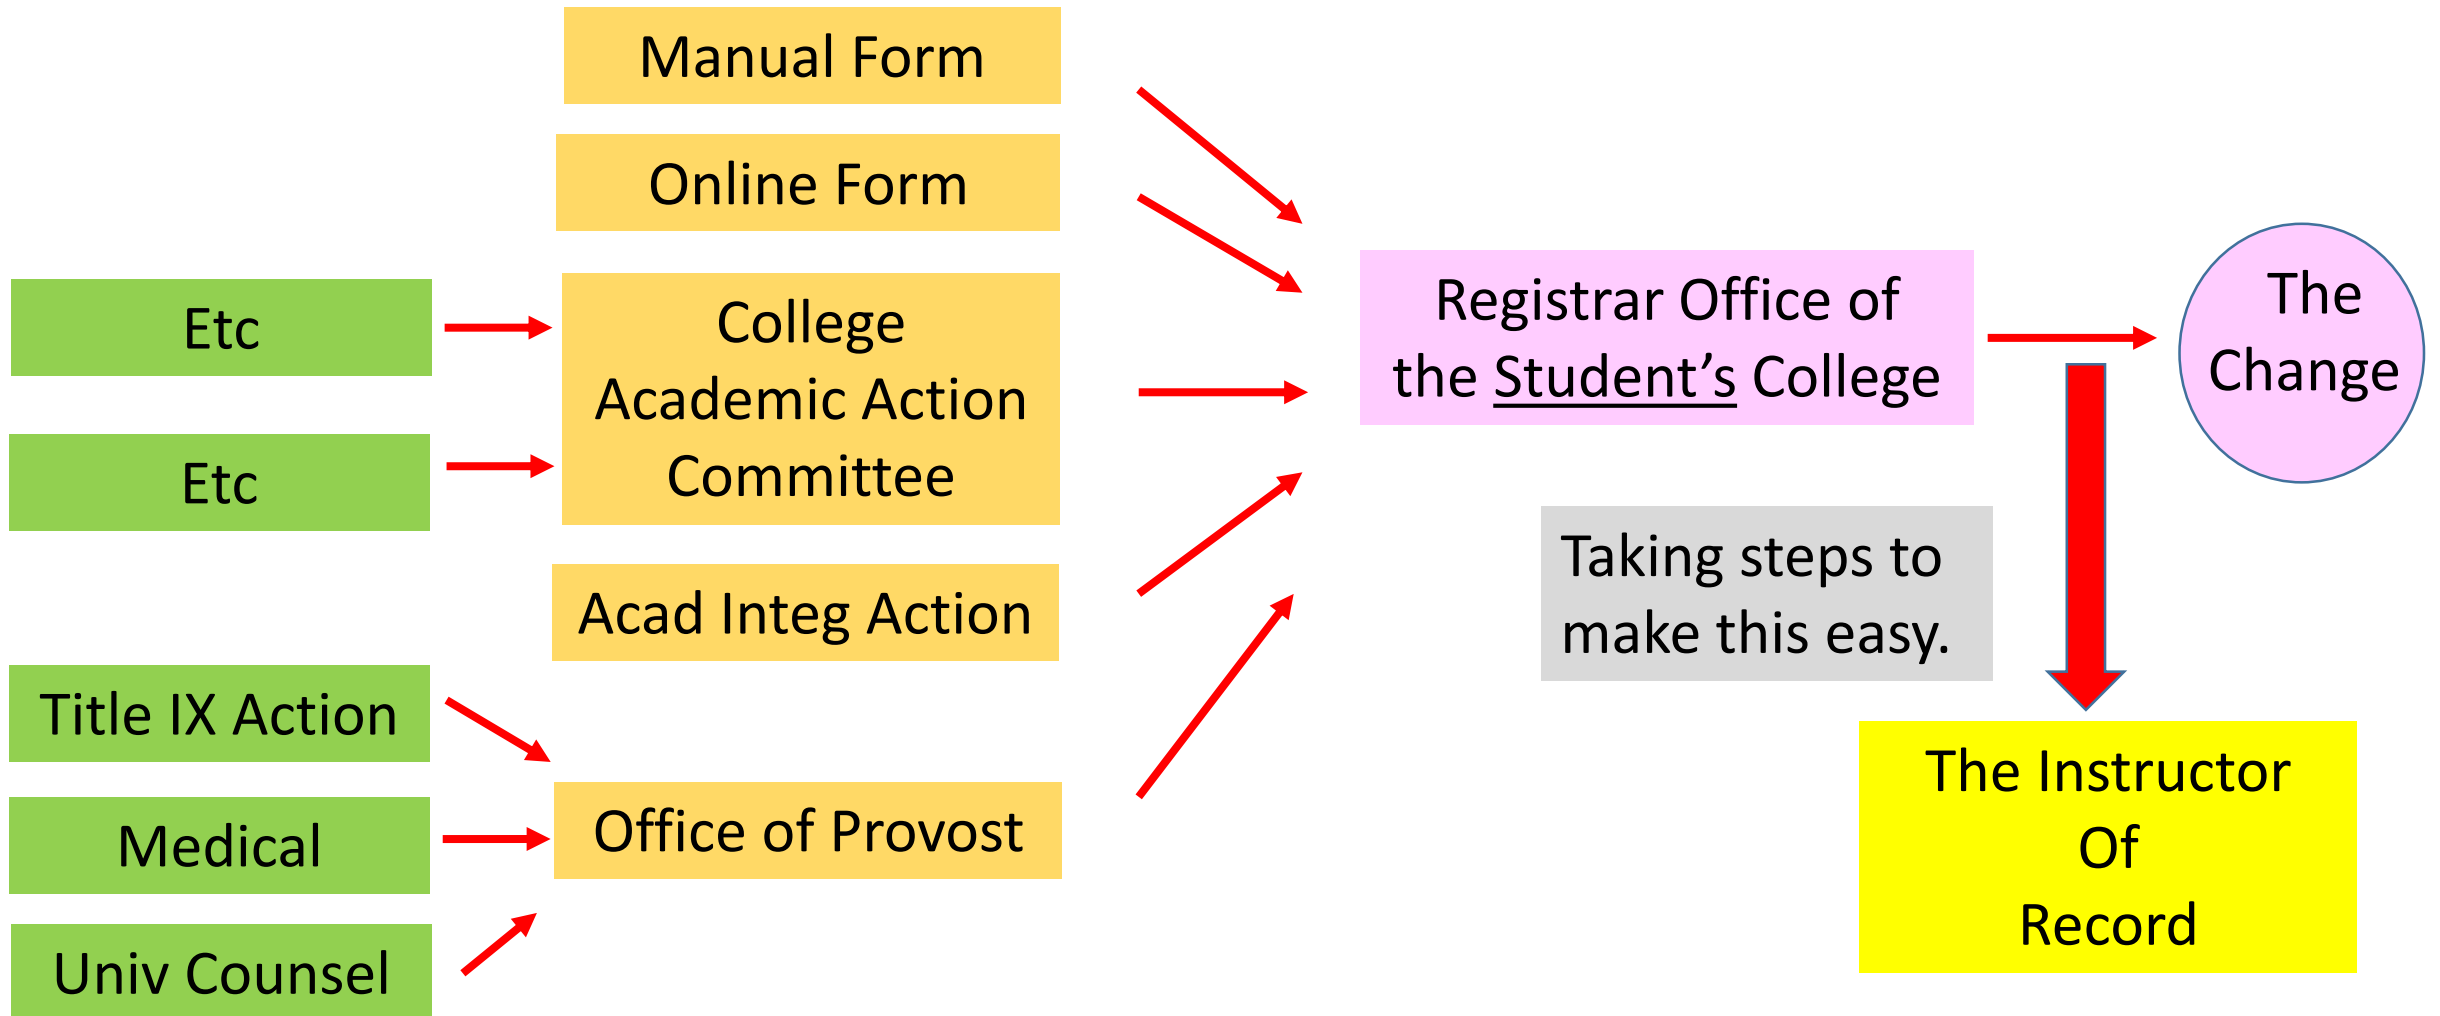 Manual Form
Online Form
Etc
College
Academic Action
Committee
Etc
Acad Integ Action
Title IX Action
Medical
Office of Provost
Univ Counsel
Registrar Office of
the Student’s College
The
Change
Taking steps to
make this easy.
The Instructor
Of
Record